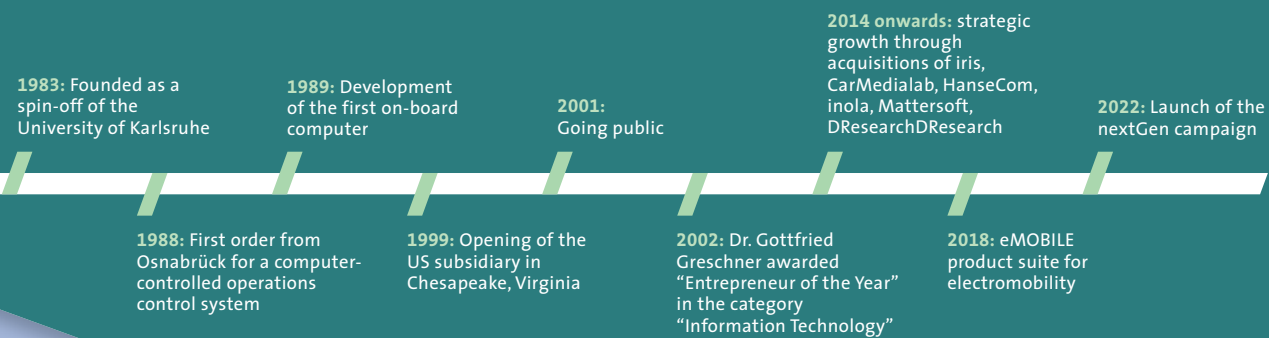 1983: Founded as a
spin-off of the
University of Karlsruhe
1988: First order from
Osnabrück for a computer-
controlled operations
control system
1989: Development
of the first on-board
computer
1999: Opening of the
US subsidiary in
Chesapeake, Virginia
2001:
Going public
2002: Dr. Gottfried
Greschner awarded
“Entrepreneur of the Year”
in the category
“Information Technology”
2014 onwards: strategic
growth through
acquisitions of iris,
CarMedialab, HanseCom,
inola, Mattersoft,
DResearchDResearch
2018: eMOBILE
product suite for
electromobility
2022: Launch of the
nextGen campaign